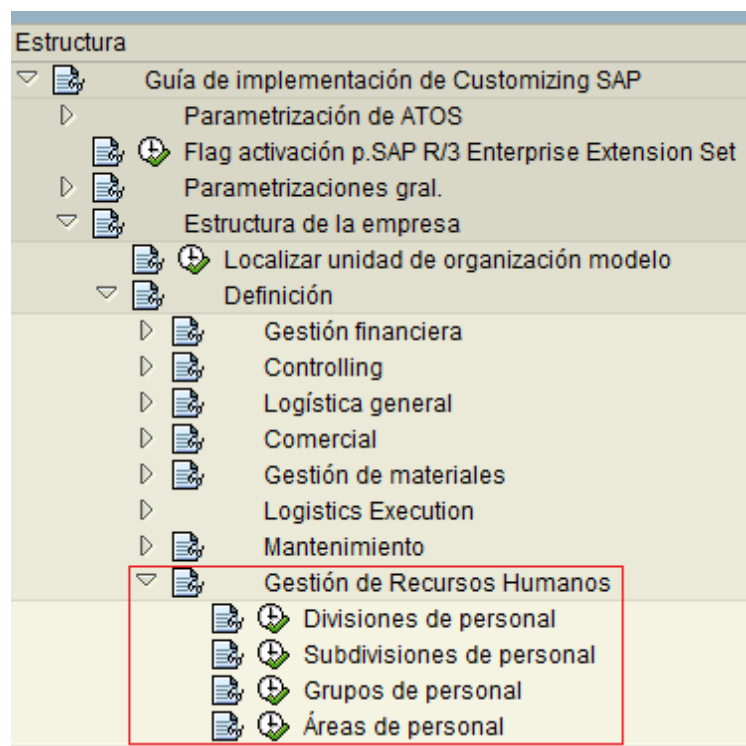 Estructura
Guía de implementación de Customizing SAP
Parametrización de ATOS
Flag activación p.SAP R/3 Enterprise Extension Set
Parametrizaciones gral.
Estructura de la empresa
Localizar unidad de organización modelo
Definición
Gestión financiera
Controlling
Logística general
Comercial
Gestión de materiales
Logistics Execution
Mantenimiento
Gestión de Recursos Humanos
Divisiones de personal
Subdivisiones de personal
Grupos de personal
Áreas de personal